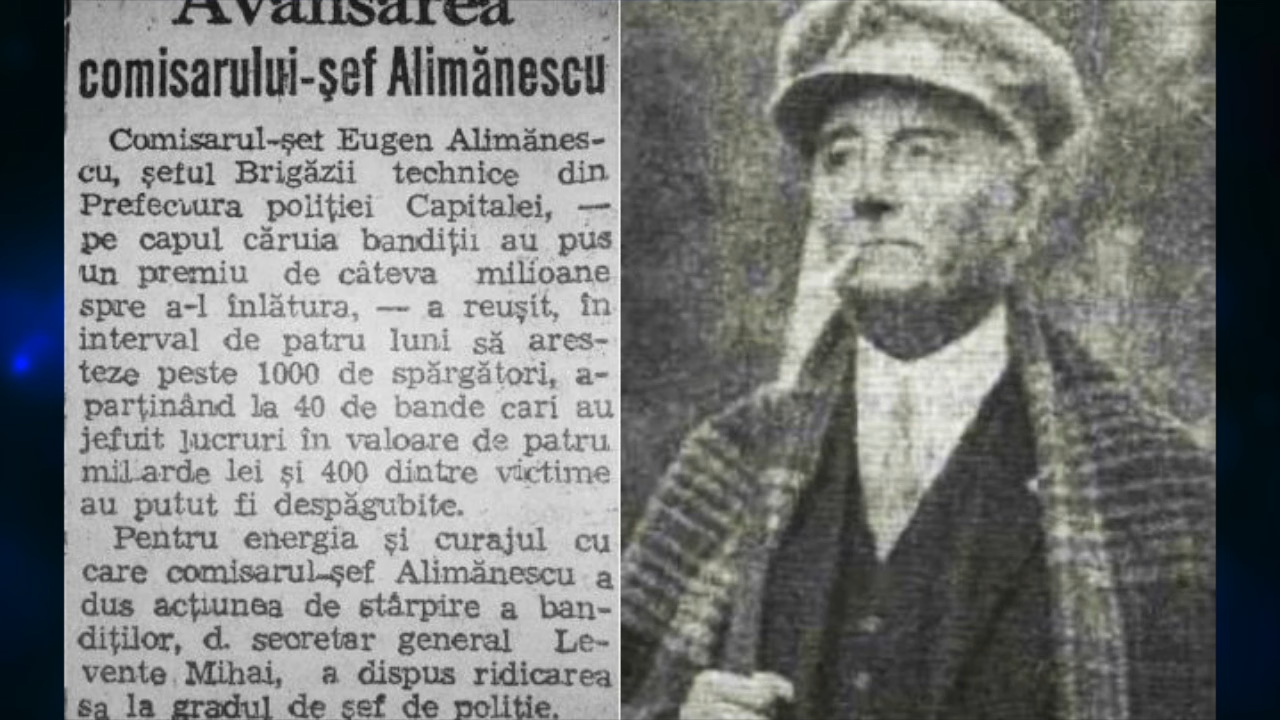 Avansarea
comisarului-şef Alimănescu
Comisarul-şef Eugen Alimănes-
cu, şeful Brigăzii technice din
Prefectura poliţiei Capitalei, —
pe capul căruia bandiţii au pus
un premiu de câteva milioane
spre a-l înlătura, — a reuşit, în
interval de patru luni să ares-
teze peste 1000 de spărgători, a-
parţinând la 40 de bande cari au
jefuit lucruri în valoare de patru
miliarde lei şi 400 dintre victime
au putut fi despăgubite.
Pentru energia şi curajul cu
care comisarul-şef Alimănescu a
dus acţiunea de stârpire a ban-
diţilor, d. secretar general Le-
vente Mihai, a dispus ridicarea
sa la gradul de şef de poliţie.